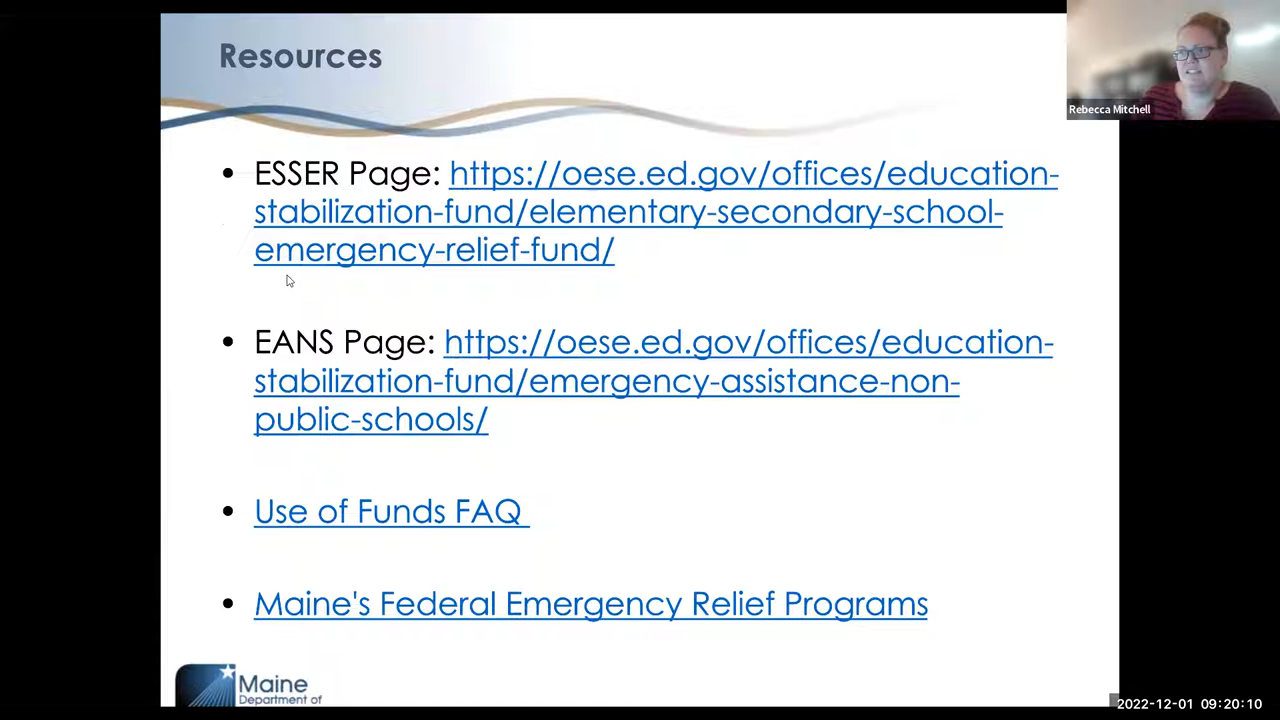 Resources
Rebecca Mitchell
• ESSER Page: https://oese.ed.gov/offices/education-
stabilization-fund/elementary-secondary-school-
emergency-relief-fund/
• EANS Page: https://oese.ed.gov/offices/education-
stabilization-fund/emergency-assistance-non-
public-schools/
• Use of Funds FAQ
• Maine's Federal Emergency Relief Programs
Maine
Department of
2022-12-01 09:20:10